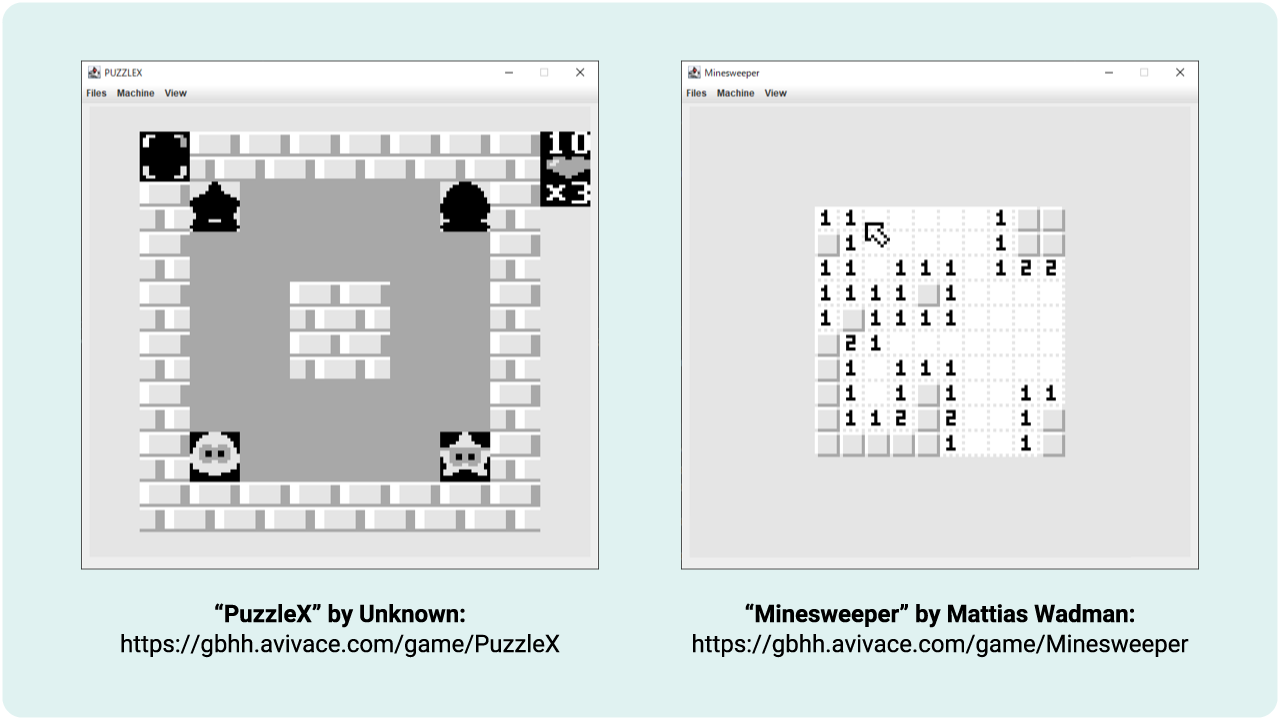 PUZZLEX
Files Machine View
10
x3
Minesweeper
Files Machine View
1 1 1
1 1
1 1 1 1 1 1 2 2
1 1 1 1 1
1 1 1 1 1
2 1
1 1 1 1
1 1 1 1 1
1 1 2 2 1
1 1
“PuzzleX” by Unknown:
https://gbhh.avivace.com/game/PuzzleX
“Minesweeper” by Mattias Wadman:
https://gbhh.avivace.com/game/Minesweeper